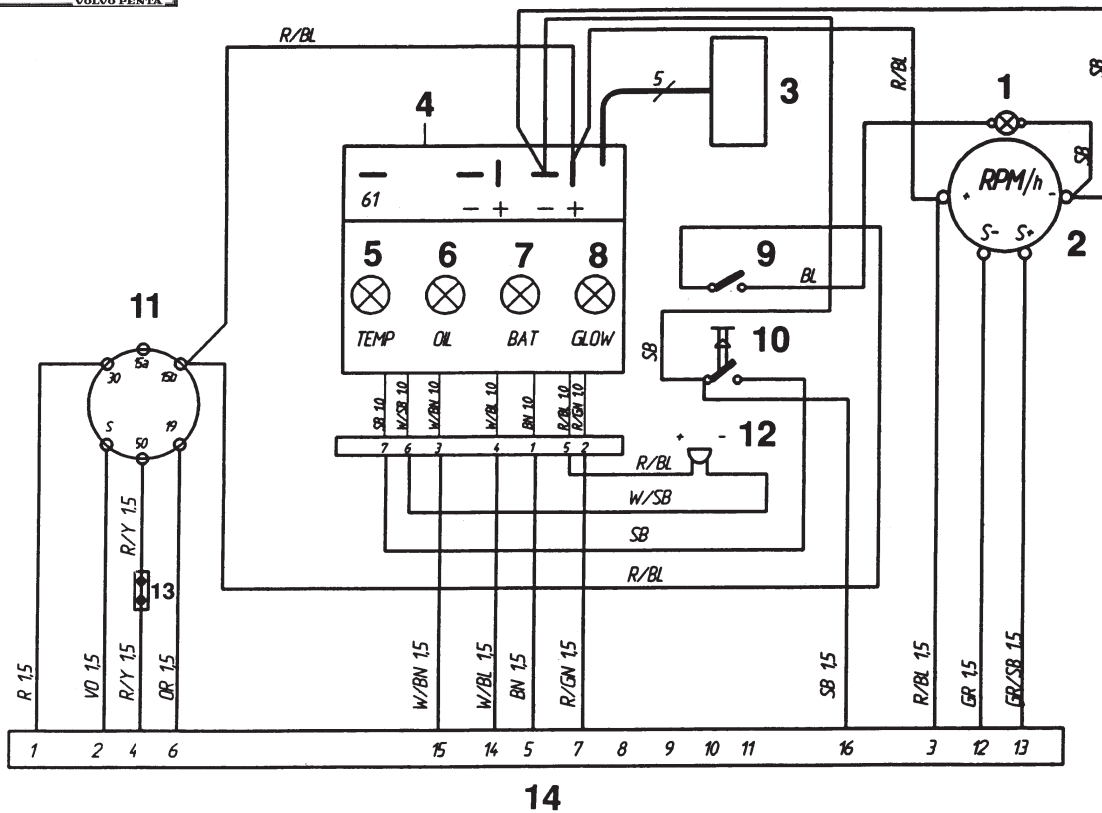 VOLVO PENTA
R/BL
5
3
4
R/BL
SB
1
SB
61
- +
- +
RPM/h
+ -
S- S+
2
5 6 7 8
TEMP OIL BAT GLOW
9
BL
10
SB
11
30 15a 15b
S 50 19
SB 1.0
W/SB 1.0
W/BN 1.0
W/BL 1.0
BN 1.0
R/BL 1.0
R/GN 1.0
7 6 3 4 1 5 2
+ -
12
R/BL
W/SB
SB
R/BL
R/Y 1.5
13
R 1.5
VO 1.5
R/Y 1.5
OR 1.5
W/BN 1.5
W/BL 1.5
BN 1.5
R/GN 1.5
SB 1.5
R/BL 1.5
GR 1.5
GR/SB 1.5
1 2 4 6 15 14 5 7 8 9 10 11 16 3 12 13
14